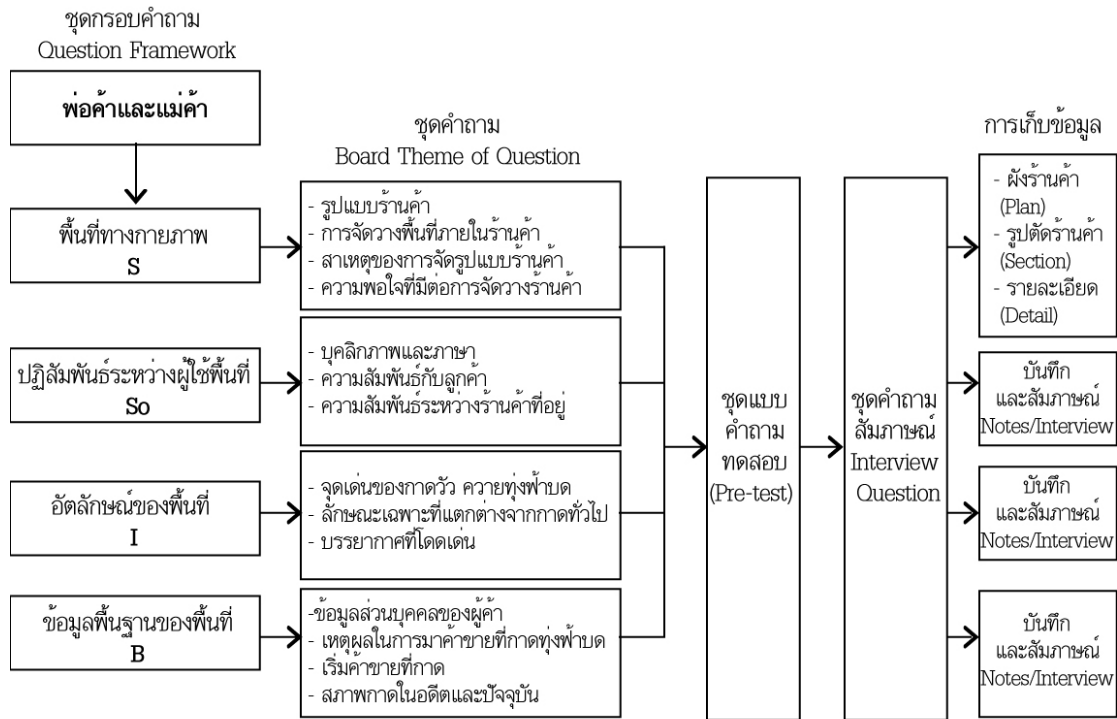 ชุดกรอบคำถาม
Question Framework
พ่อค้าและแม่ค้า
พื้นที่ทางกายภาพ
S
ปฏิสัมพันธ์ระหว่างผู้ใช้พื้นที่
So
อัตลักษณ์ของพื้นที่
I
ข้อมูลพื้นฐานของพื้นที่
B
ชุดคำถาม
Board Theme of Question
- รูปแบบร้านค้า
- การจัดวางพื้นที่ภายในร้านค้า
- สาเหตุของการจัดรูปแบบร้านค้า
- ความพอใจที่มีต่อการจัดวางร้านค้า
- บุคลิกภาพและภาษา
- ความสัมพันธ์กับลูกค้า
- ความสัมพันธ์ระหว่างร้านค้าที่อยู่
- จุดเด่นของกาดวัว ควายทุ่งฟ้าบด
- ลักษณะเฉพาะที่แตกต่างจากกาดทั่วไป
- บรรยากาศที่โดดเด่น
-ข้อมูลส่วนบุคคลของผู้ค้า
- เหตุผลในการมาค้าขายที่กาดทุ่งฟ้าบด
- เริ่มค้าขายที่กาด
- สภาพกาดในอดีตและปัจจุบัน
ชุดแบบ
คำถาม
ทดสอบ
(Pre-test)
ชุดคำถาม
สัมภาษณ์
Interview
Question
การเก็บข้อมูล
- ผังร้านค้า
(Plan)
- รูปตัดร้านค้า
(Section)
- รายละเอียด
(Detail)
บันทึก
และสัมภาษณ์
Notes/Interview
บันทึก
และสัมภาษณ์
Notes/Interview
บันทึก
และสัมภาษณ์
Notes/Interview